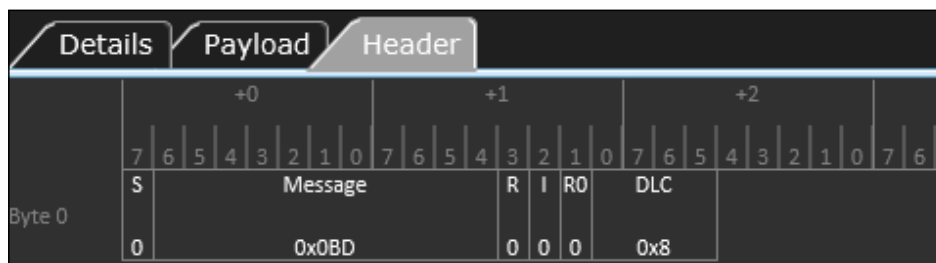 Details Payload Header
+0 +1 +2
7 6 5 4 3 2 1 0 7 6 5 4 3 2 1 0 7 6 5 4 3 2 1 0 7 6
S Message R I R0 DLC
Byte 0
0 0x0BD 0 0 0 0x8